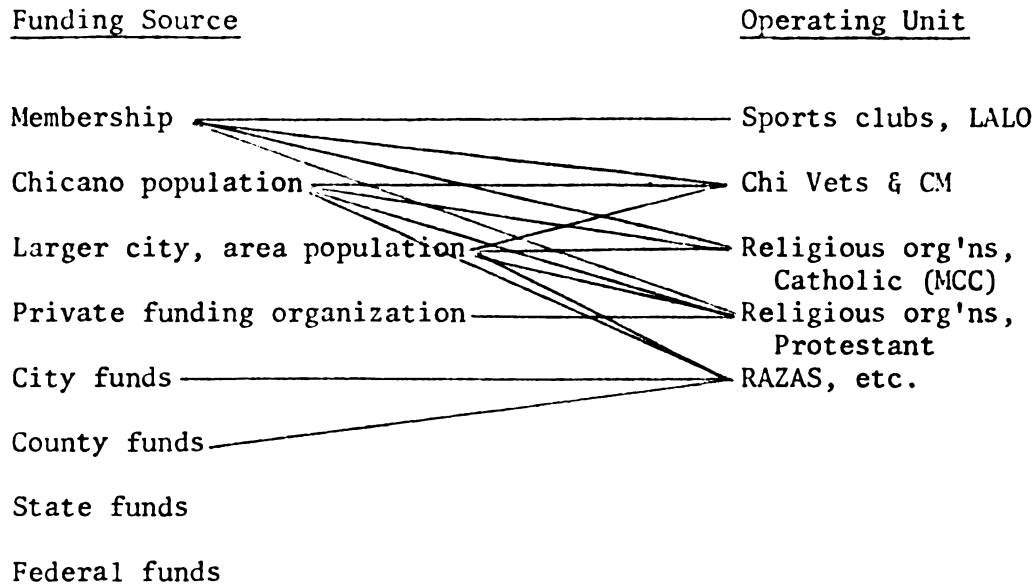 Funding Source
Operating Unit
Membership
Sports clubs, LALO
Chicano population
Chi Vets & CM
Larger city, area population
Religious org'ns,
Catholic (MCC)
Private funding organization
Religious org'ns,
Protestant
City funds
RAZAS, etc.
County funds
State funds
Federal funds